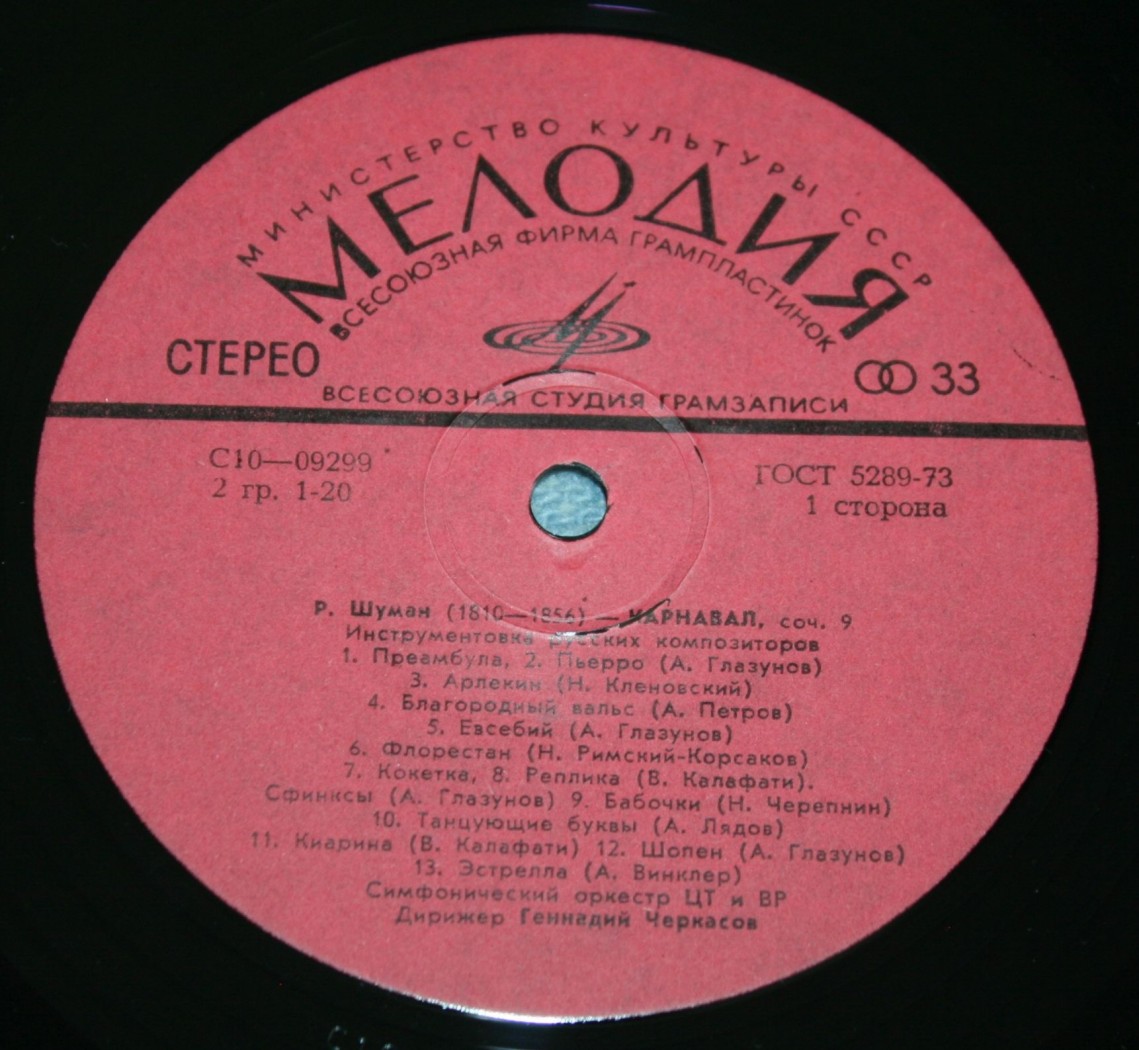 МИНИСТЕРСТВО КУЛЬТУРЫ СССР
МЕЛОДИЯ
ВСЕСОЮЗНАЯ ФИРМА ГРАМПЛАСТИНОК
СТЕРЕО
33
ВСЕСОЮЗНАЯ СТУДИЯ ГРАМЗАПИСИ
С10—09299
ГОСТ 5289-73
2 гр. 1-20
1 сторона
Р. Шуман (1810—1856) — КАРНАВАЛ, соч. 9
Инструментовка русских композиторов
1. Преамбула, 2. Пьерро (А. Глазунов)
3. Арлекин (Н. Кленовский)
4. Благородный вальс (А. Петров)
5. Евсебий (А. Глазунов)
6. Флорестан (Н. Римский-Корсаков)
7. Кокетка, 8. Реплика (В. Калафати).
Сфинксы (А. Глазунов) 9. Бабочки (Н. Черепнин)
10. Танцующие буквы (А. Лядов)
11. Киарина (В. Калафати) 12. Шопен (А. Глазунов)
13. Эстрелла (А. Винклер)
Симфонический оркестр ЦТ и ВР
Дирижер Геннадий Черкасов